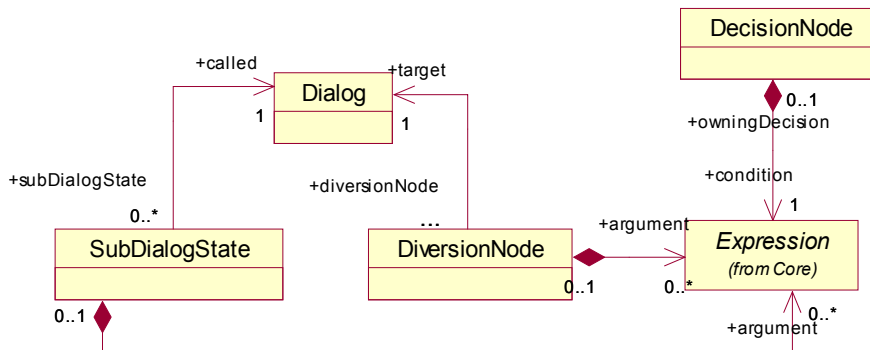 DecisionNode
+called
+target
Dialog
0..1
1
1
+owningDecision
+subDialogState
+diversionNode
+condition
0..*
...
1
+argument
SubDialogState
DiversionNode
Expression
(from Core)
0..1
0..*
0..1
0..*
+argument